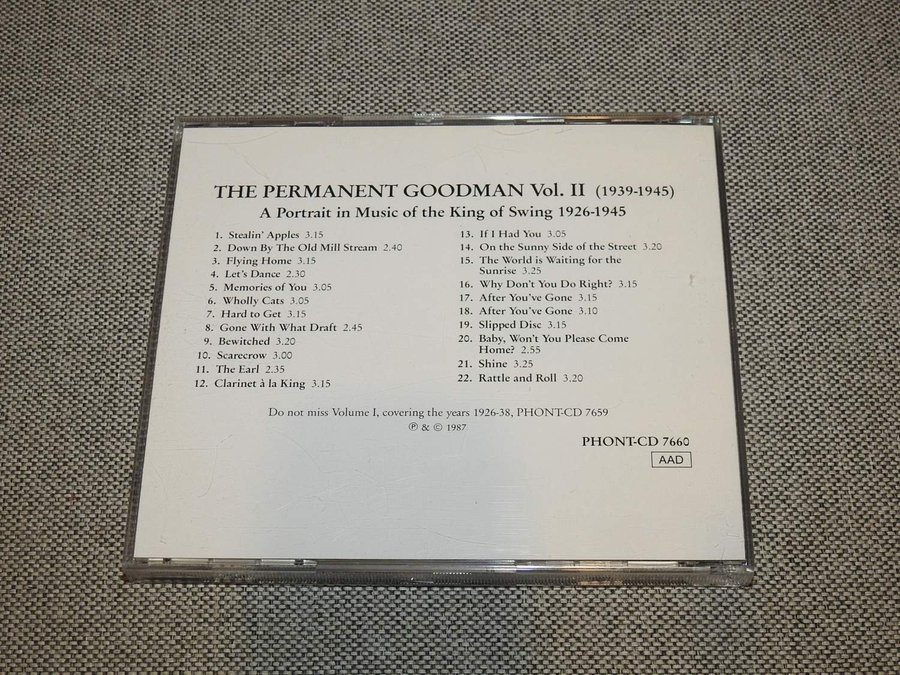 THE PERMANENT GOODMAN Vol. II (1939-1945)
A Portrait in Music of the King of Swing 1926-1945
1. Stealin' Apples 3.15
2. Down By The Old Mill Stream 2.40
3. Flying Home 3.15
4. Let's Dance 2.30
5. Memories of You 3.05
6. Wholly Cats 3.05
7. Hard to Get 3.15
8. Gone With What Draft 2.45
9. Bewitched 3.20
10. Scarecrow 3.00
11. The Earl 2.35
12. Clarinet à la King 3.15
13. If I Had You 3.05
14. On the Sunny Side of the Street 3.20
15. The World is Waiting for the
Sunrise 3.25
16. Why Don't You Do Right? 3.15
17. After You've Gone 3.15
18. After You've Gone 3.10
19. Slipped Disc 3.15
20. Baby, Won't You Please Come
Home? 2.55
21. Shine 3.25
22. Rattle and Roll 3.20
Do not miss Volume I, covering the years 1926-38, PHONT-CD 7659
℗ & © 1987
PHONT-CD 7660
AAD